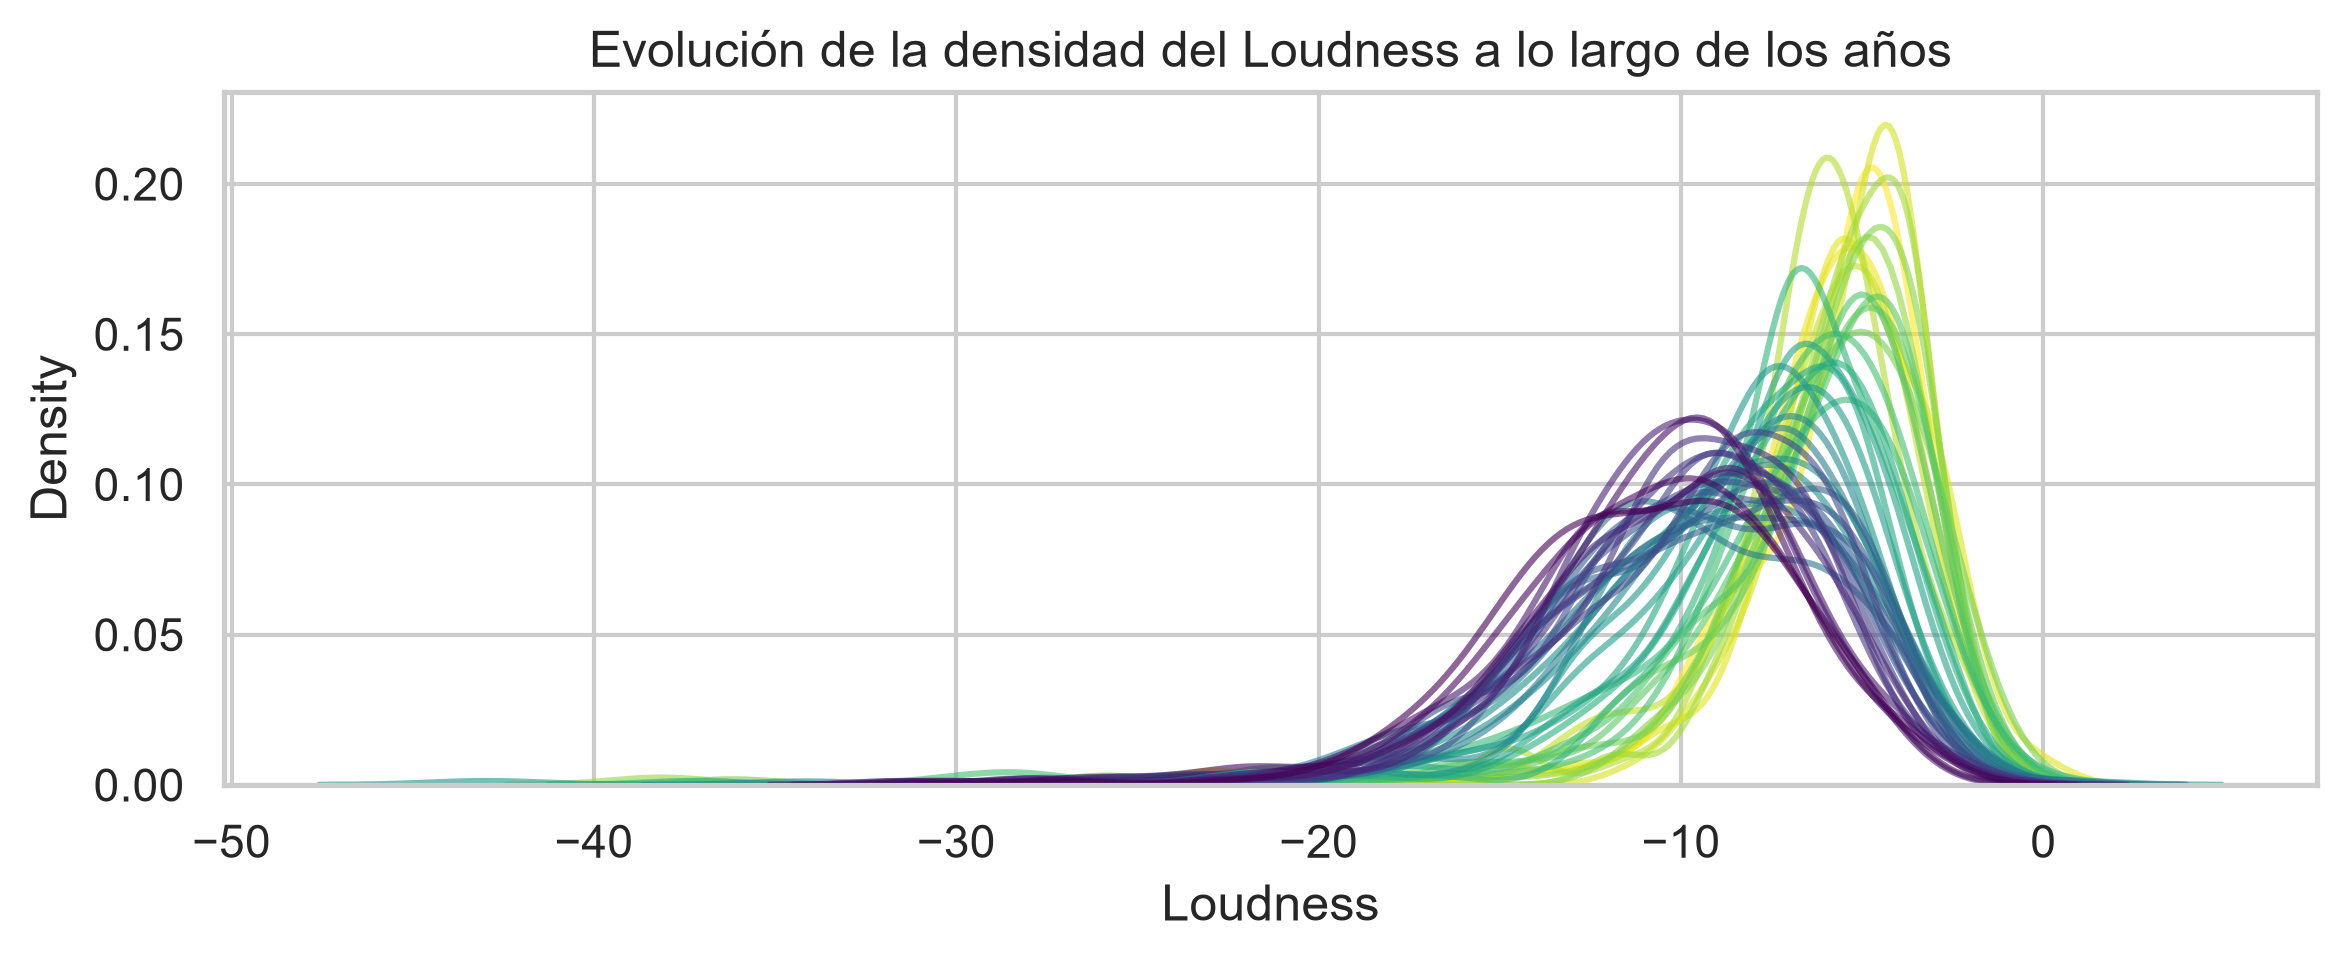 Evolución de la densidad del Loudness a lo largo de los años
Density
0.20
0.15
0.10
0.05
0.00
−50 −40 −30 −20 −10 0
Loudness